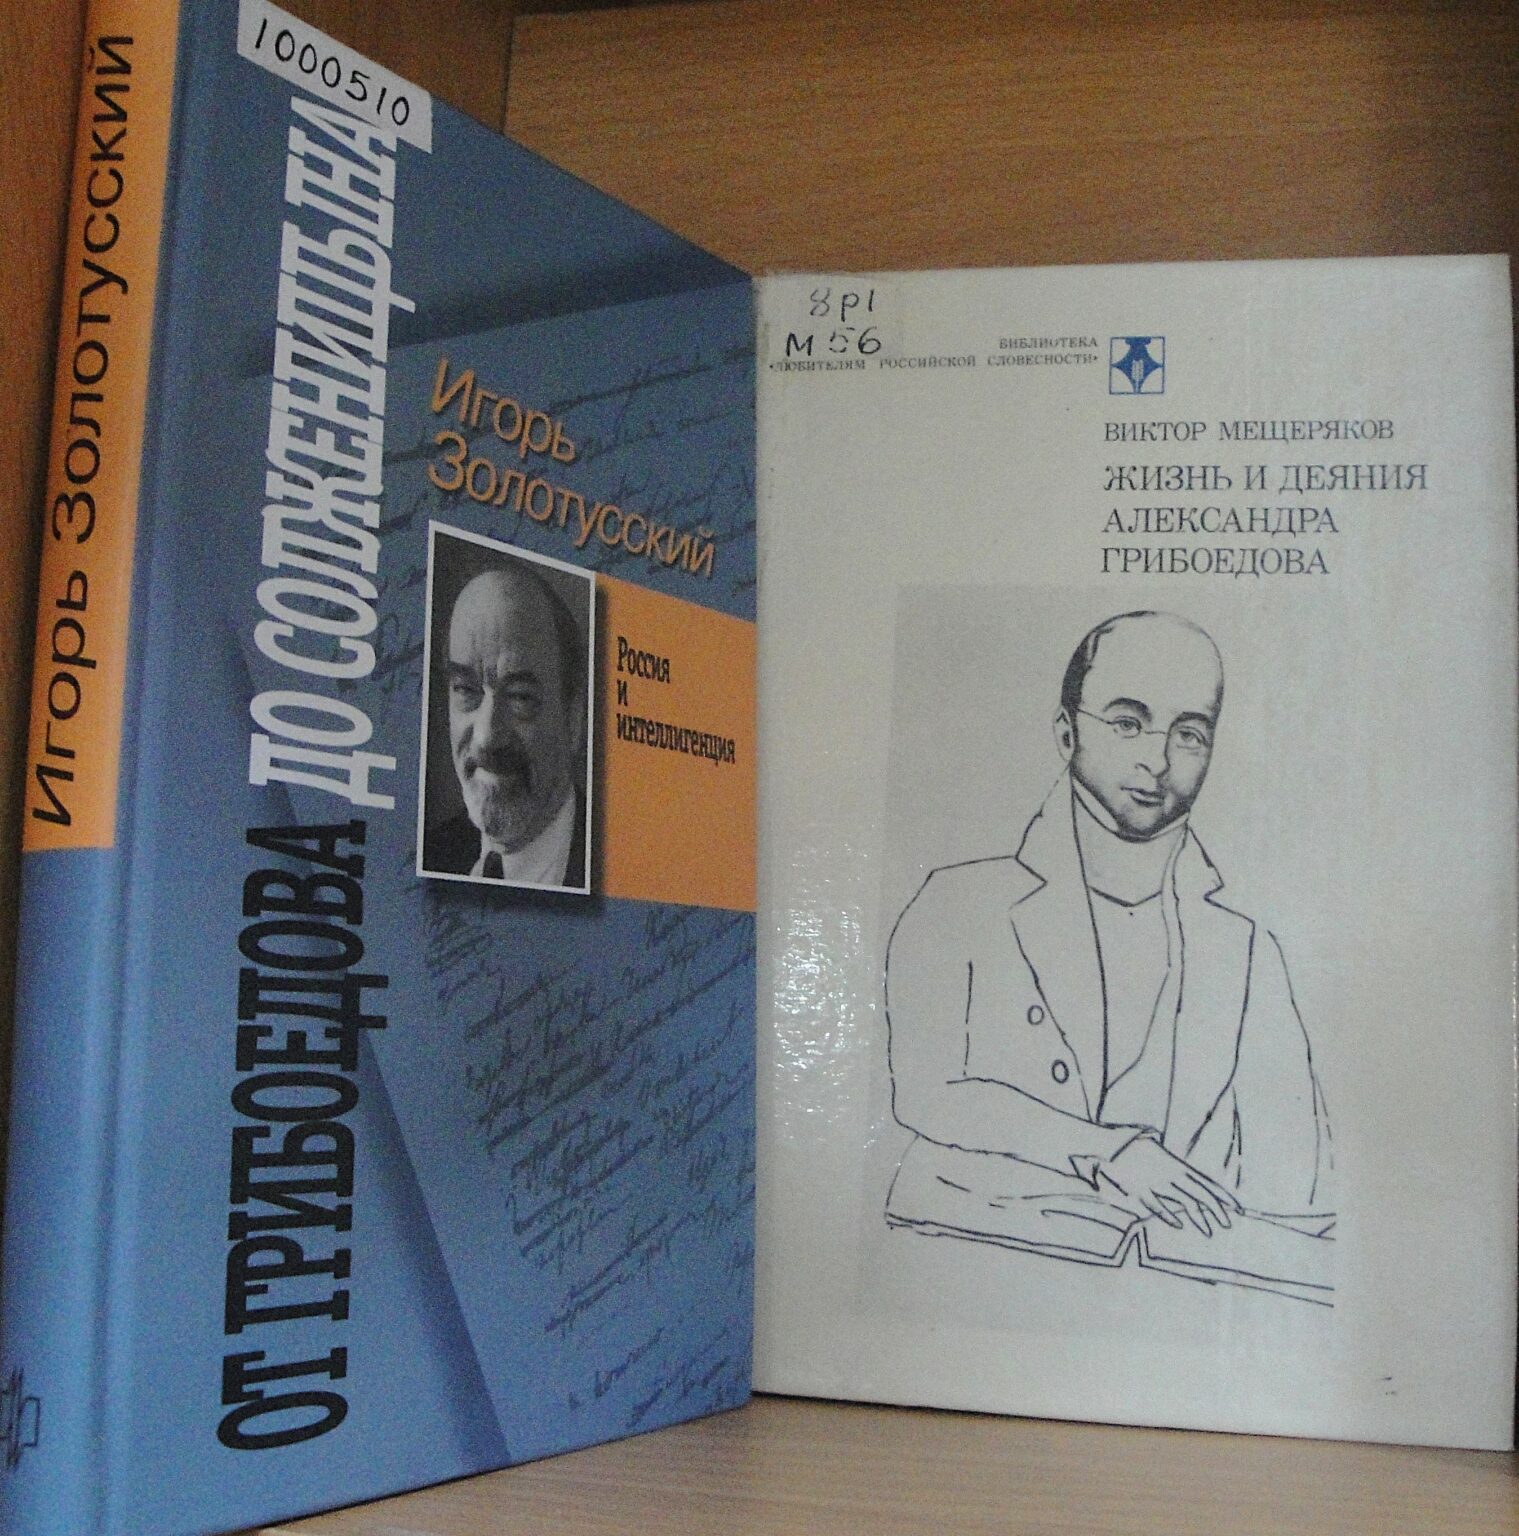 Игорь Золотусский
1000510
ОТ ГРИБОЕДОВА ДО СОЛЖЕНИЦЫНА
Игорь
Золотусский
Россия
и
интеллигенция
8р1
М 56
БИБЛИОТЕКА
«ЛЮБИТЕЛЯМ РОССИЙСКОЙ СЛОВЕСНОСТИ»
ВИКТОР МЕЩЕРЯКОВ
ЖИЗНЬ И ДЕЯНИЯ
АЛЕКСАНДРА
ГРИБОЕДОВА